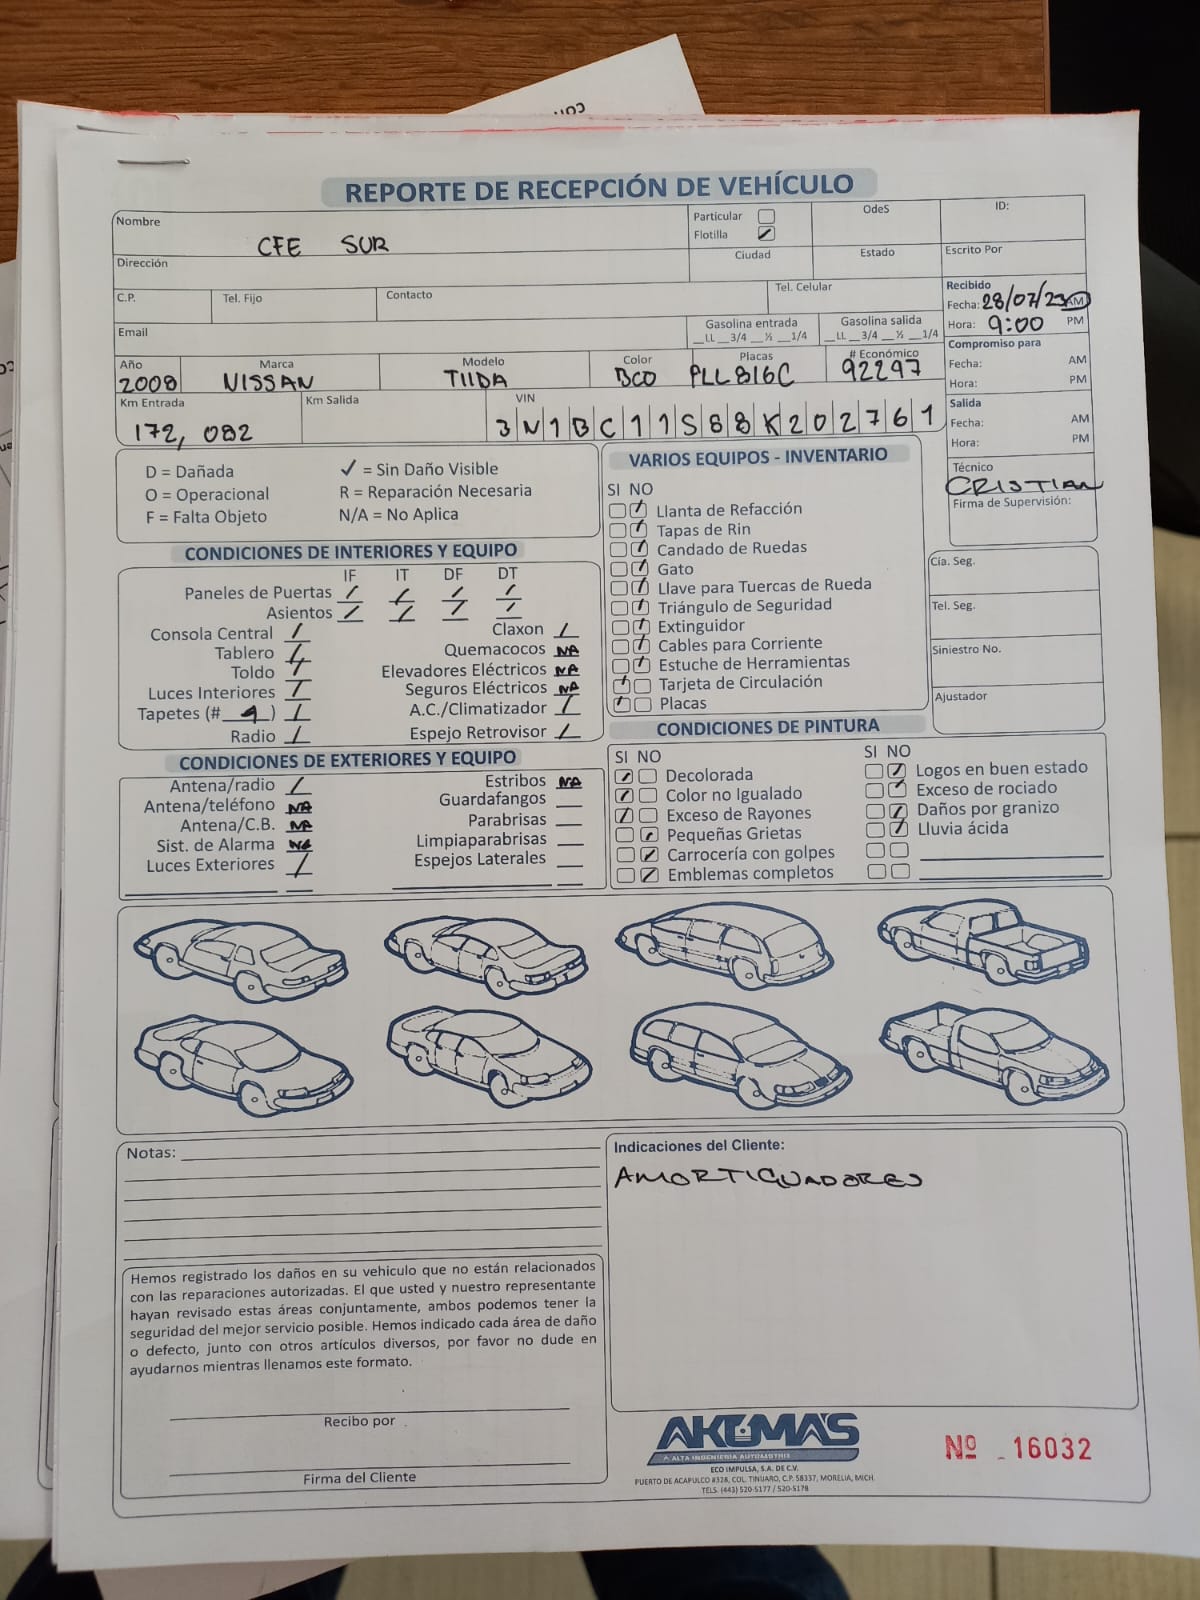 REPORTE DE RECEPCIÓN DE VEHÍCULO
Nombre
CFE SUR
Particular
Flotilla
OdeS
ID:
Dirección
Ciudad
Estado
Escrito Por
C.P.
Tel. Fijo
Contacto
Tel. Celular
Recibido
Fecha: 28/07/23 AM
Hora: 9:00 PM
Email
Gasolina entrada
__LL __3/4 __½ __1/4
Gasolina salida
__LL __3/4 __½ __1/4
Compromiso para
Fecha: AM
Hora: PM
Año
2008
Marca
NISSAN
Modelo
TIIDA
Color
BCO
Placas
PLL816C
# Económico
92297
Km Entrada
172,082
Km Salida
VIN
3N1BC11S88K202761
Salida
Fecha: AM
Hora: PM
Técnico
CRISTIAN
Firma de Supervisión:
D = Dañada
O = Operacional
F = Falta Objeto
✓ = Sin Daño Visible
R = Reparación Necesaria
N/A = No Aplica
CONDICIONES DE INTERIORES Y EQUIPO
IF IT DF DT
Paneles de Puertas
Asientos
Consola Central
Tablero
Toldo
Luces Interiores
Tapetes (# 4 )
Radio
Claxon
Quemacocos NA
Elevadores Eléctricos NA
Seguros Eléctricos NA
A.C./Climatizador
Espejo Retrovisor
CONDICIONES DE EXTERIORES Y EQUIPO
Antena/radio
Antena/teléfono NA
Antena/C.B. NA
Sist. de Alarma NA
Luces Exteriores
Estribos NA
Guardafangos
Parabrisas
Limpiaparabrisas
Espejos Laterales
VARIOS EQUIPOS - INVENTARIO
SI NO
Llanta de Refacción
Tapas de Rin
Candado de Ruedas
Gato
Llave para Tuercas de Rueda
Triángulo de Seguridad
Extinguidor
Cables para Corriente
Estuche de Herramientas
Tarjeta de Circulación
Placas
Cía. Seg.
Tel. Seg.
Siniestro No.
Ajustador
CONDICIONES DE PINTURA
SI NO
Decolorada
Color no Igualado
Exceso de Rayones
Pequeñas Grietas
Carrocería con golpes
Emblemas completos
SI NO
Logos en buen estado
Exceso de rociado
Daños por granizo
Lluvia ácida
Notas:
Indicaciones del Cliente:
AMORTIGUADORES
Hemos registrado los daños en su vehiculo que no están relacionados
con las reparaciones autorizadas. El que usted y nuestro representante
hayan revisado estas áreas conjuntamente, ambos podemos tener la
seguridad del mejor servicio posible. Hemos indicado cada área de daño
o defecto, junto con otros artículos diversos, por favor no dude en
ayudarnos mientras llenamos este formato.
Recibo por
Firma del Cliente
AKUMA'S
ALTA INGENIERIA AUTOMOTRIZ
ECO IMPULSA, S.A. DE C.V.
PUERTO DE ACAPULCO #328, COL. TINIJARO, C.P. 58337, MORELIA, MICH.
TELS. (443) 520-5177 / 520-5178
Nº 16032